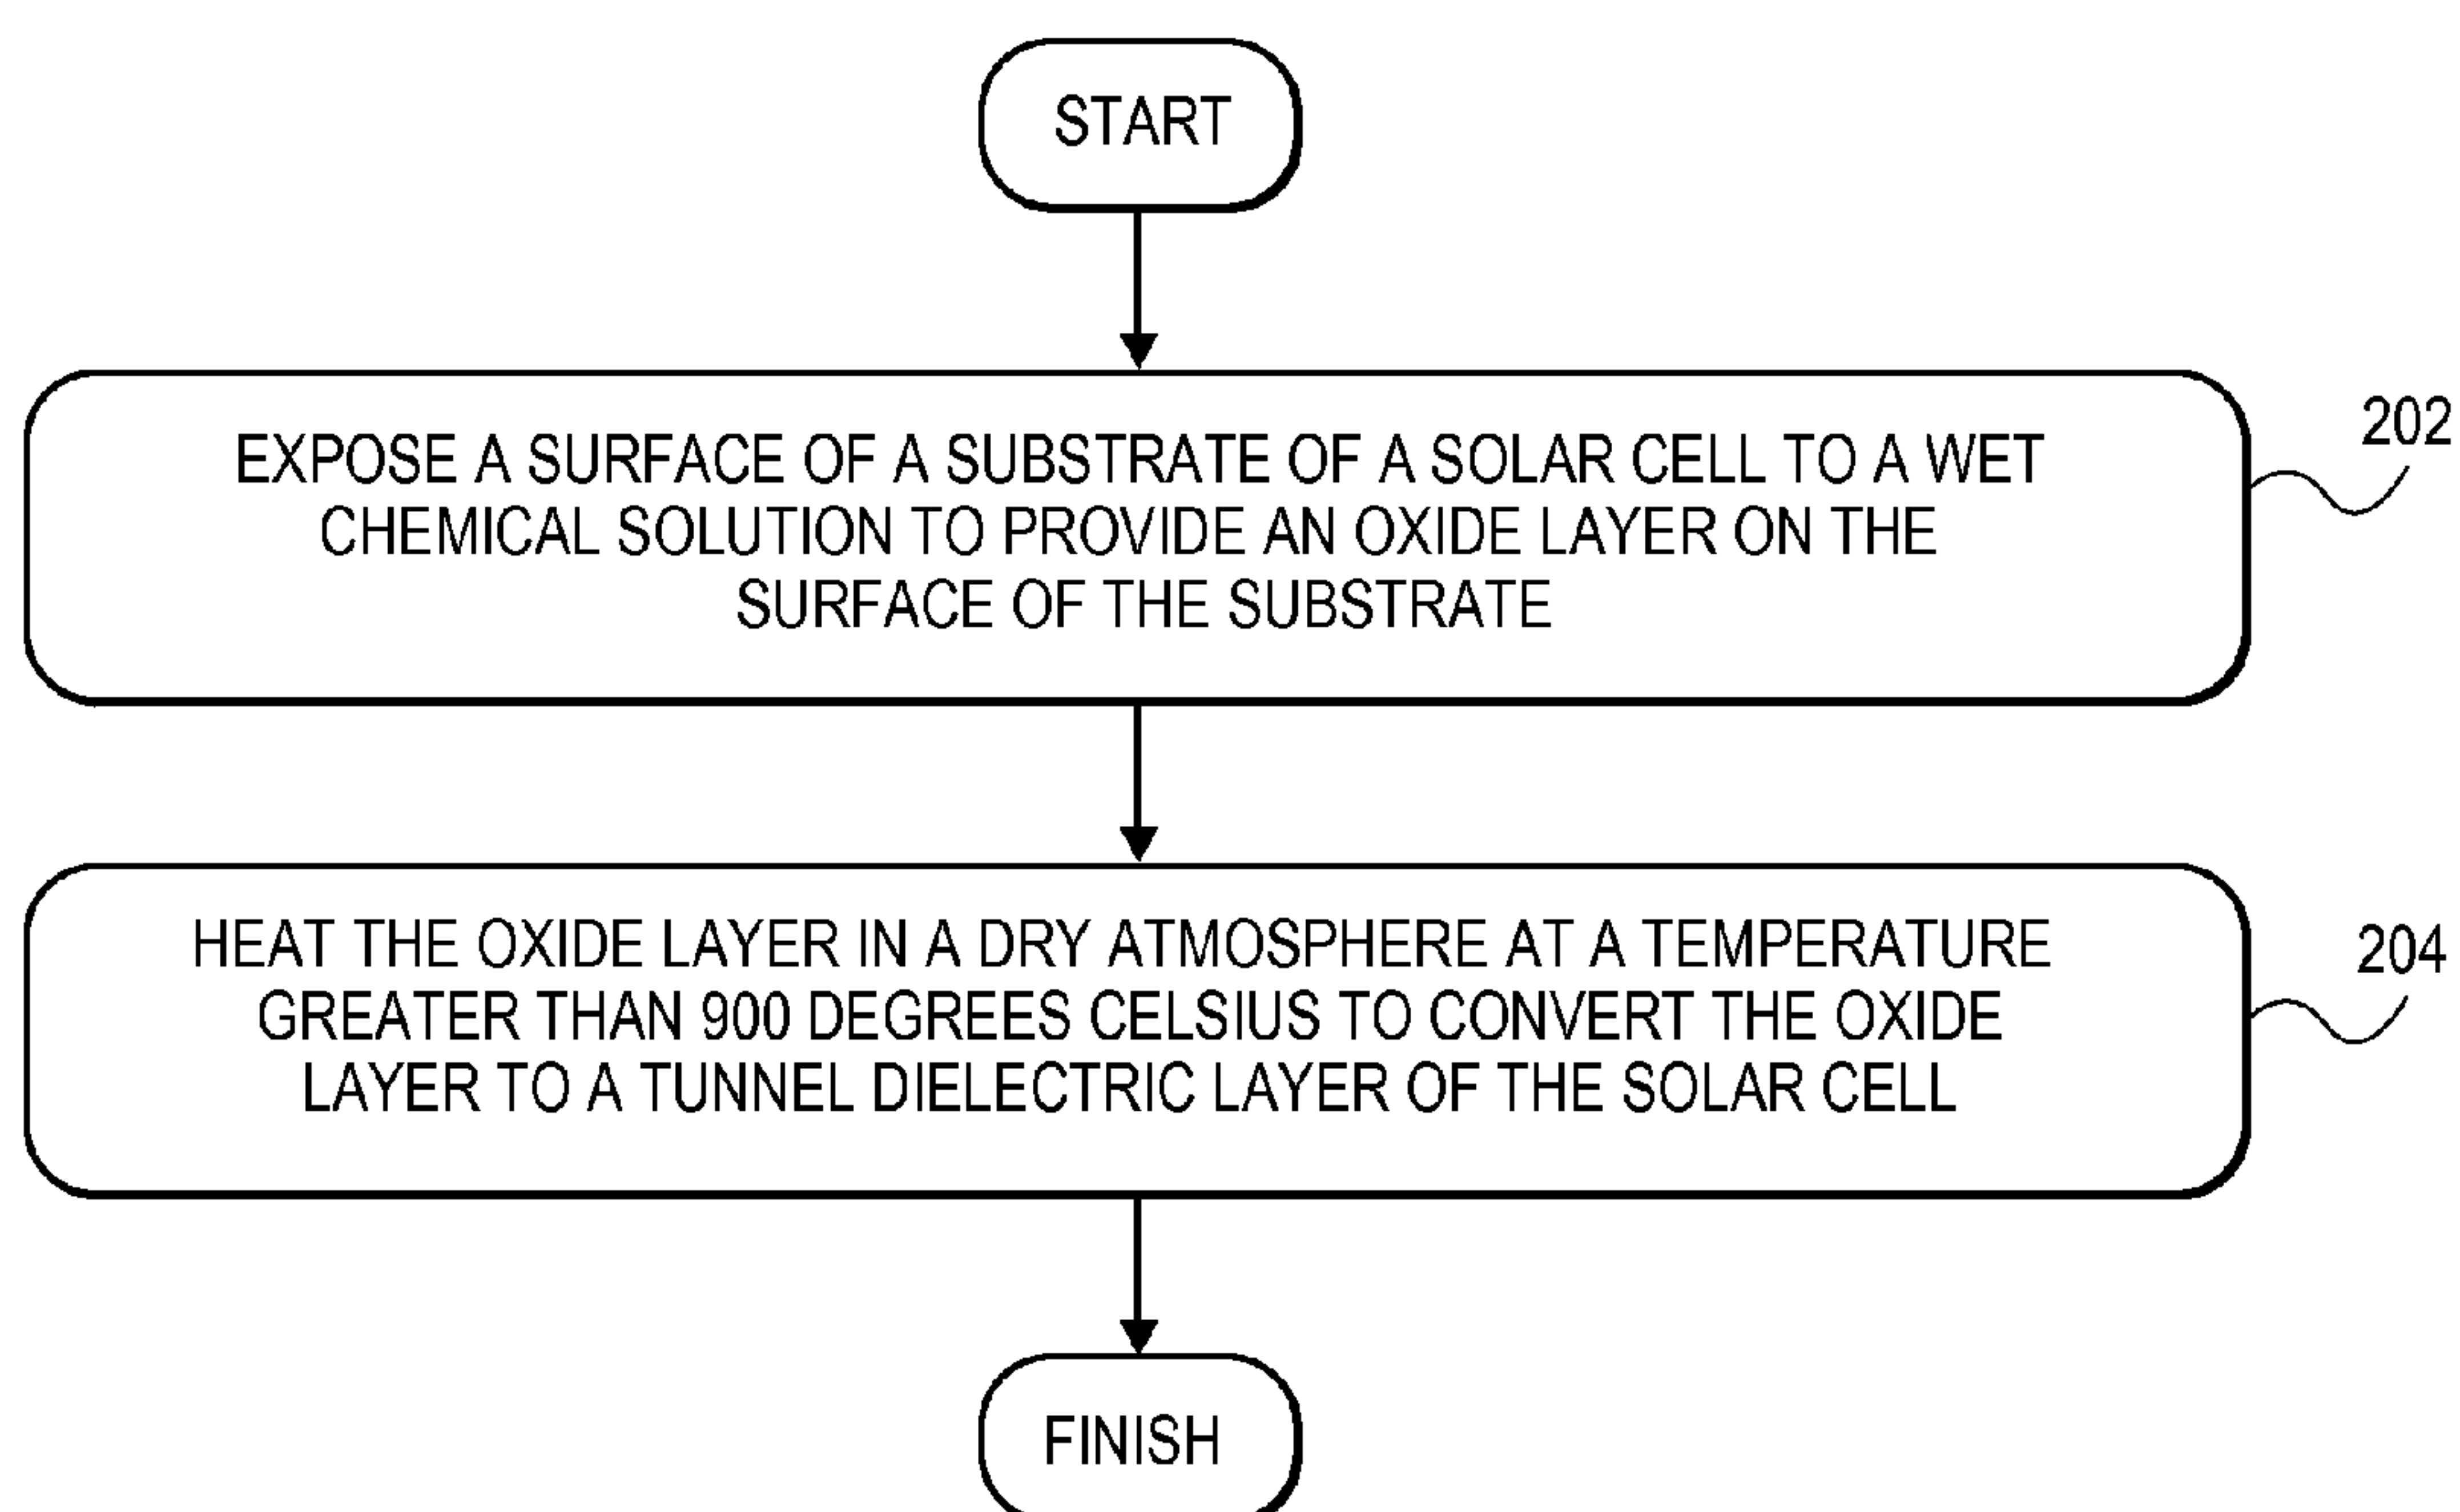 START
EXPOSE A SURFACE OF A SUBSTRATE OF A SOLAR CELL TO A WET
CHEMICAL SOLUTION TO PROVIDE AN OXIDE LAYER ON THE
SURFACE OF THE SUBSTRATE
202
HEAT THE OXIDE LAYER IN A DRY ATMOSPHERE AT A TEMPERATURE
GREATER THAN 900 DEGREES CELSIUS TO CONVERT THE OXIDE
LAYER TO A TUNNEL DIELECTRIC LAYER OF THE SOLAR CELL
204
FINISH